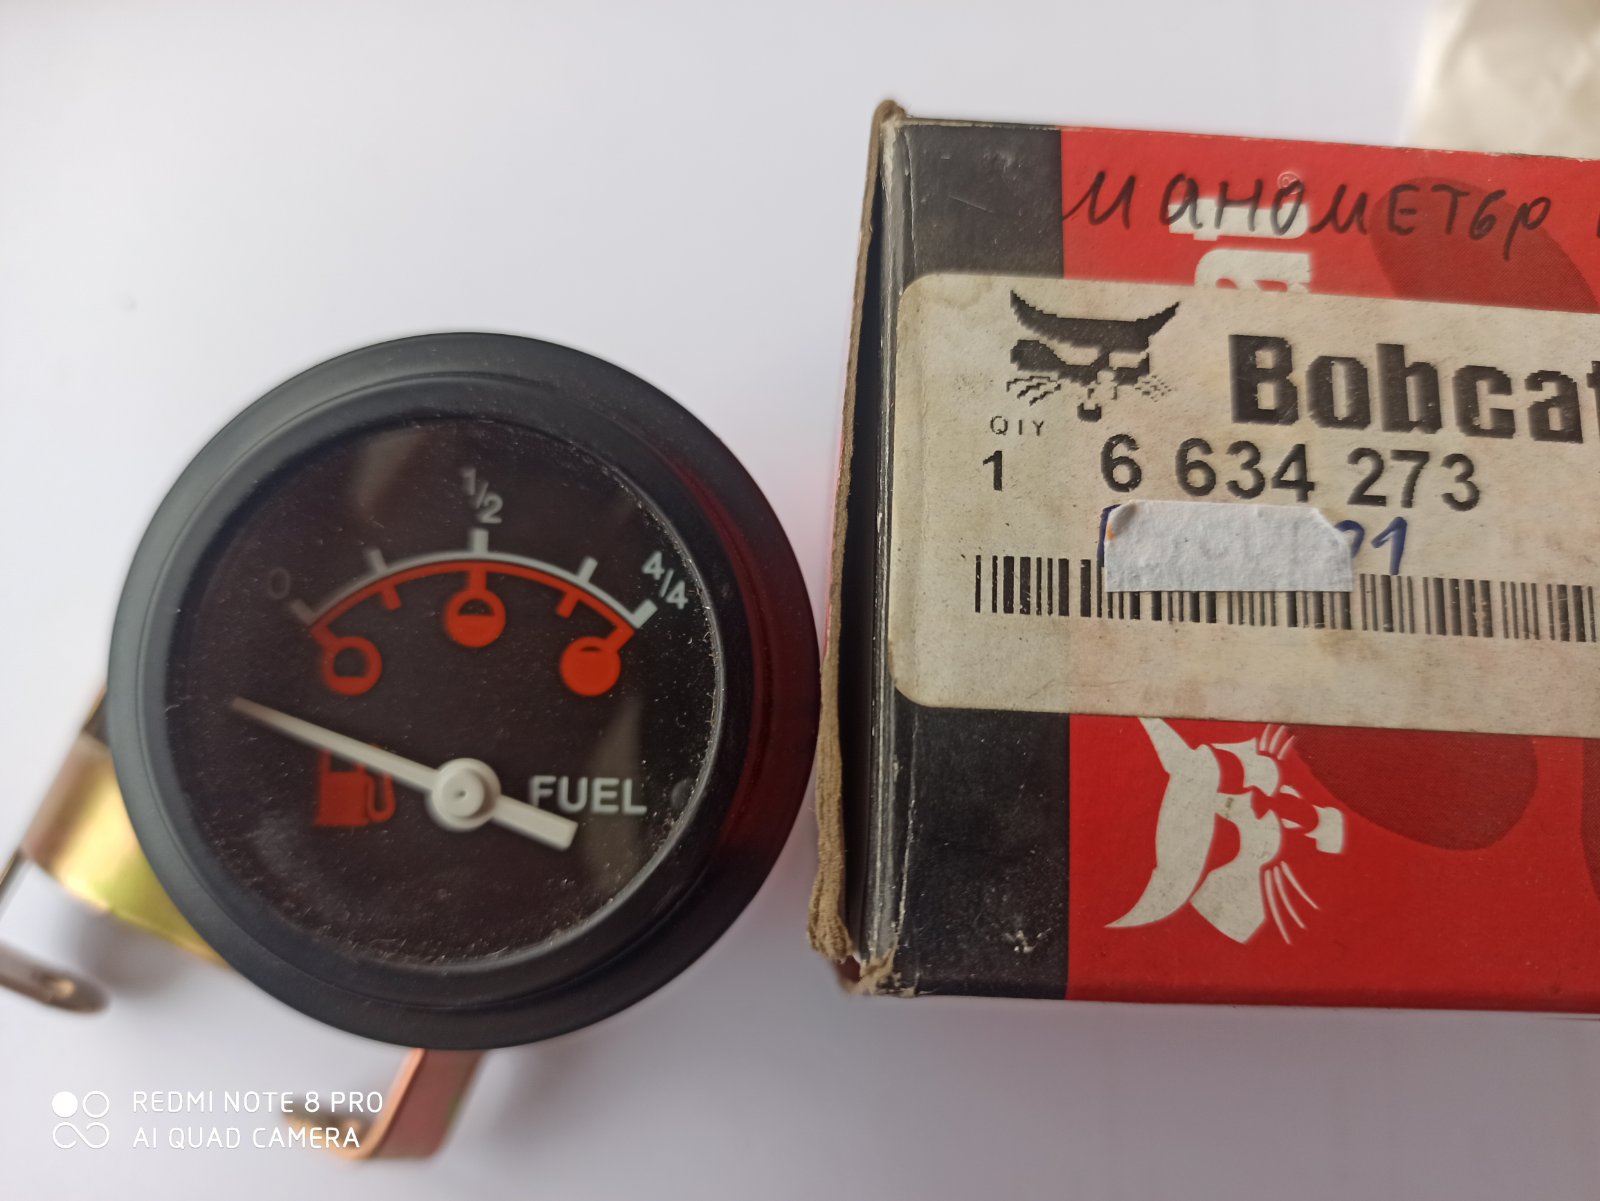 манометър
Bobcat
QTY
1 6 634 273
1/2
0
4/4
FUEL
REDMI NOTE 8 PRO
AI QUAD CAMERA